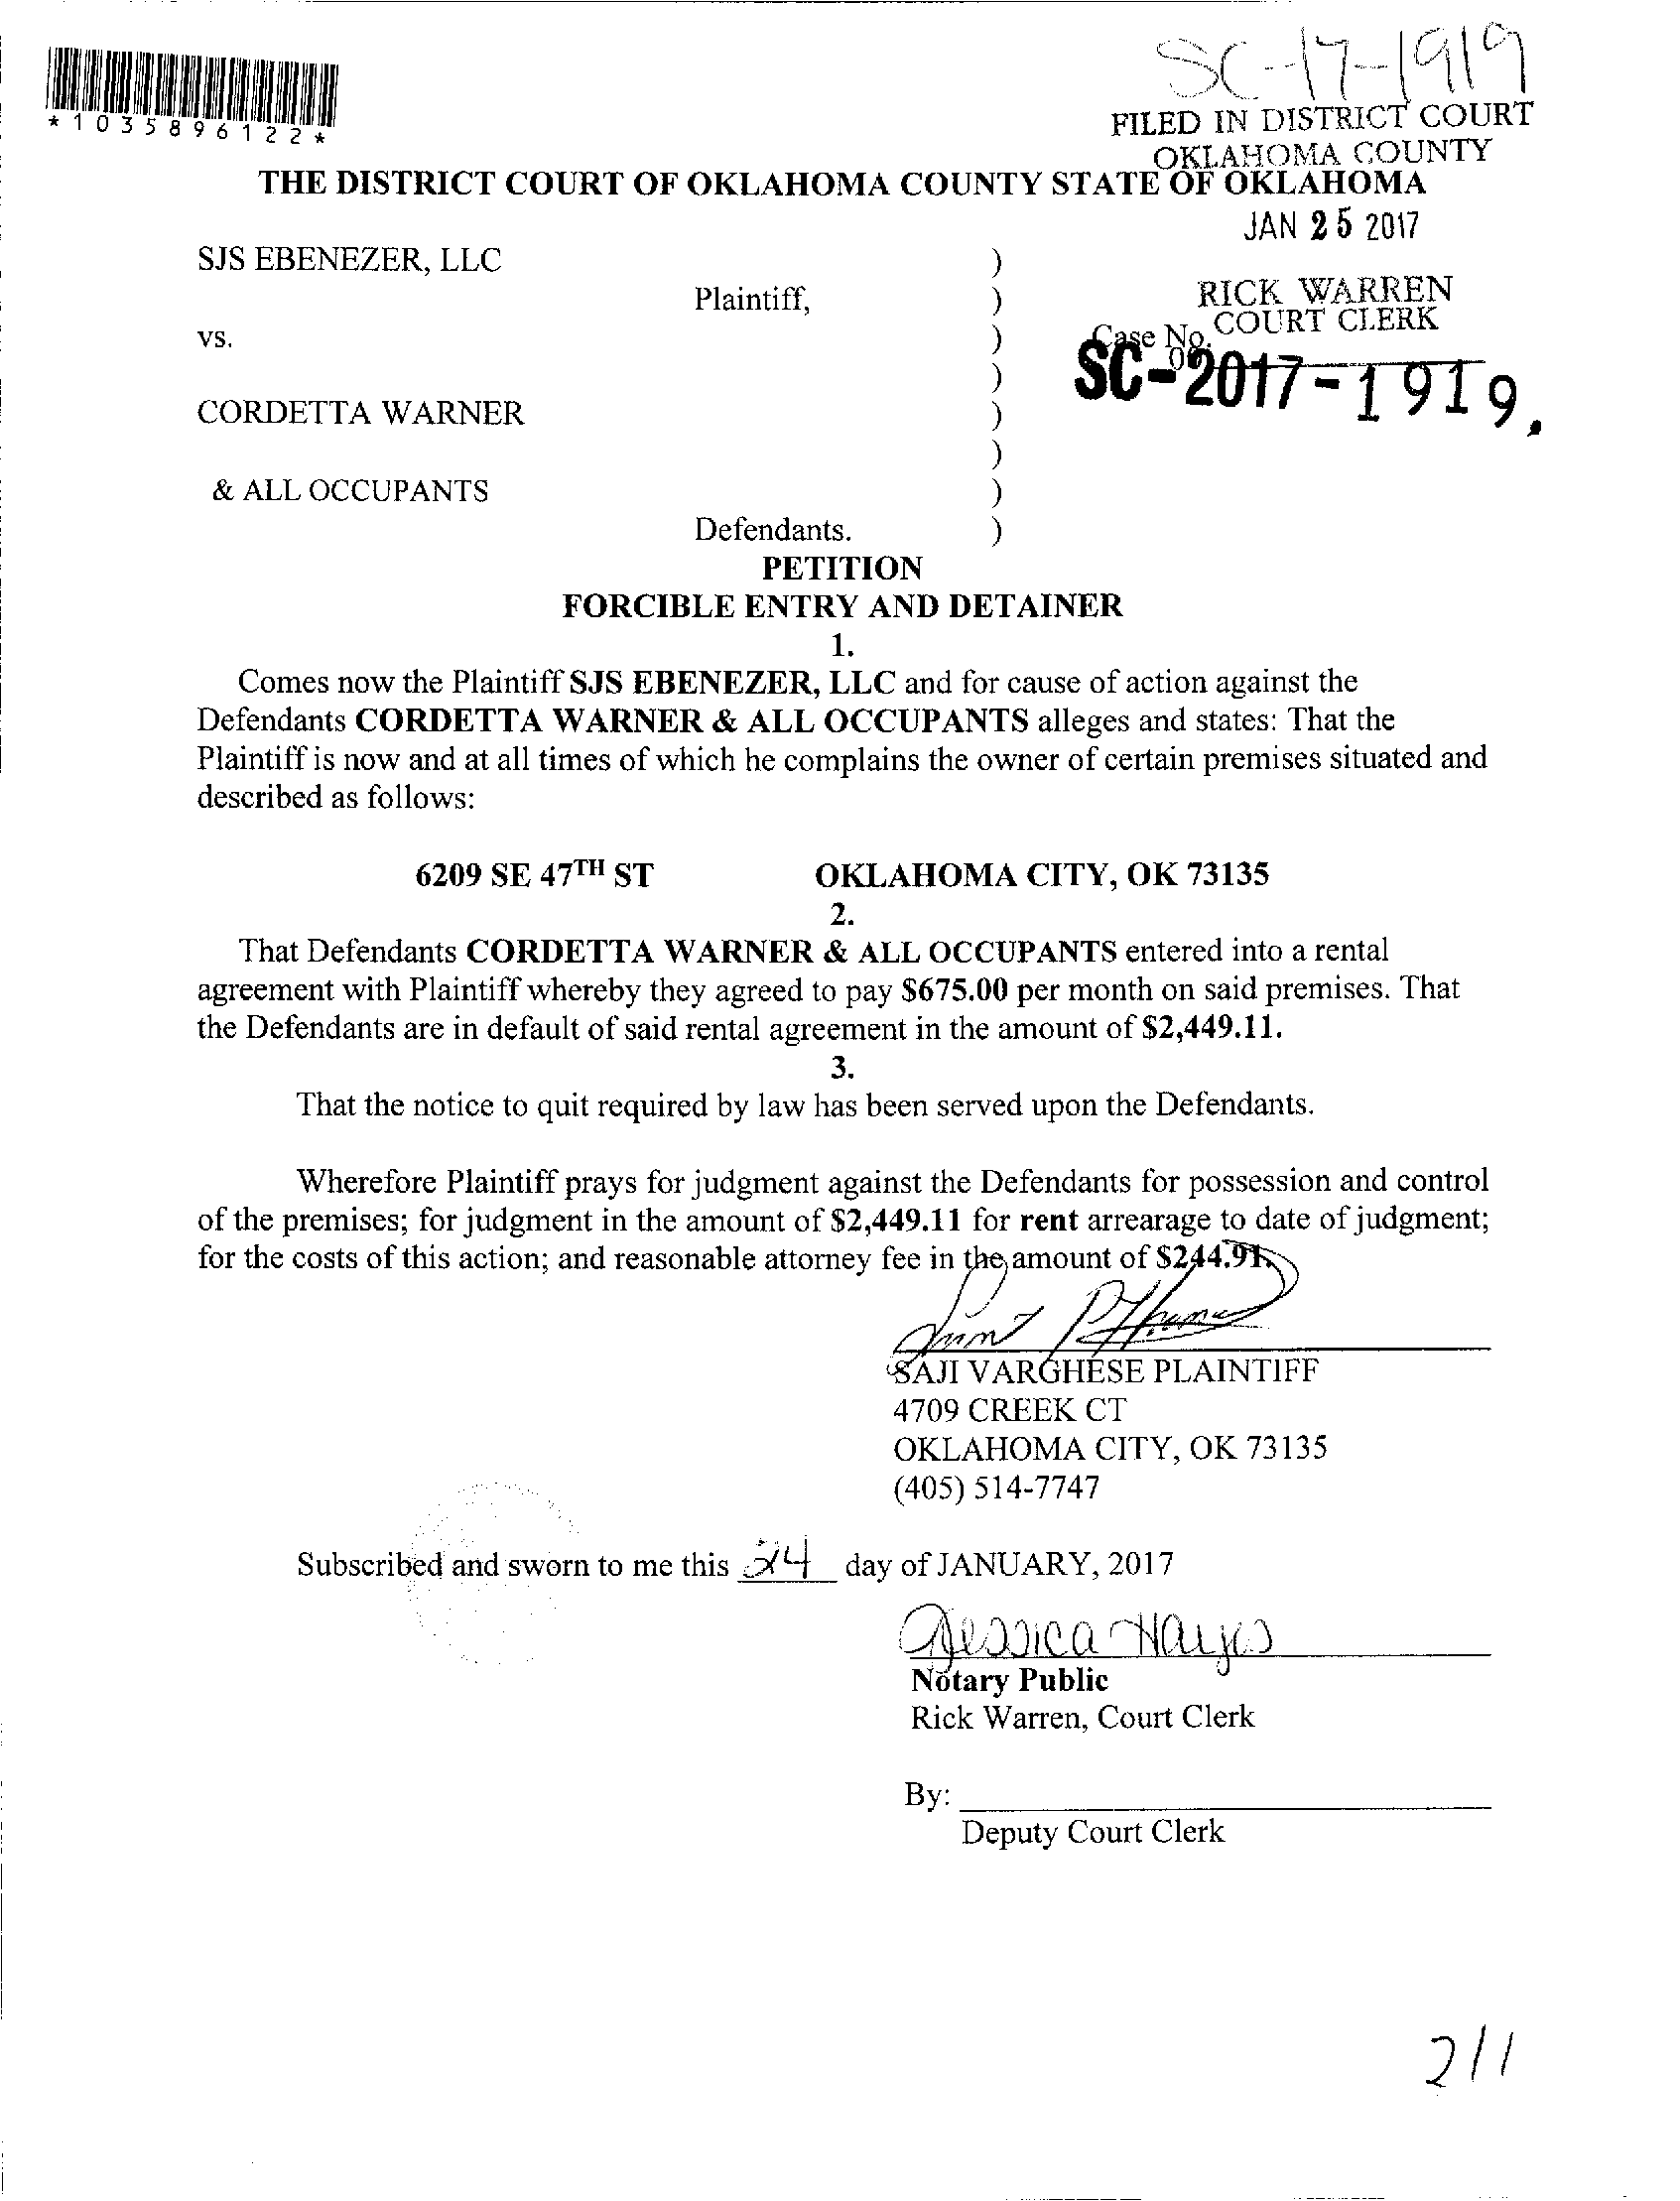 SC-17-1919
*1035896122*
FILED IN DISTRICT COURT
OKLAHOMA COUNTY
THE DISTRICT COURT OF OKLAHOMA COUNTY STATE OF OKLAHOMA
JAN 25 2017
SJS EBENEZER, LLC )
Plaintiff, )
RICK WARREN
COURT CLERK
vs. )
Case No.
SC-2017-1919.
)
CORDETTA WARNER )
)
& ALL OCCUPANTS )
Defendants. )
PETITION
FORCIBLE ENTRY AND DETAINER
1.
Comes now the Plaintiff SJS EBENEZER, LLC and for cause of action against the
Defendants CORDETTA WARNER & ALL OCCUPANTS alleges and states: That the
Plaintiff is now and at all times of which he complains the owner of certain premises situated and
described as follows:
6209 SE 47TH ST OKLAHOMA CITY, OK 73135
2.
That Defendants CORDETTA WARNER & ALL OCCUPANTS entered into a rental
agreement with Plaintiff whereby they agreed to pay $675.00 per month on said premises. That
the Defendants are in default of said rental agreement in the amount of $2,449.11.
3.
That the notice to quit required by law has been served upon the Defendants.
Wherefore Plaintiff prays for judgment against the Defendants for possession and control
of the premises; for judgment in the amount of $2,449.11 for rent arrearage to date of judgment;
for the costs of this action; and reasonable attorney fee in the amount of $244.91.
SAJI VARGHESE PLAINTIFF
4709 CREEK CT
OKLAHOMA CITY, OK 73135
(405) 514-7747
Subscribed and sworn to me this 24 day of JANUARY, 2017
Jessica Hayes
Notary Public
Rick Warren, Court Clerk
By:
Deputy Court Clerk
211